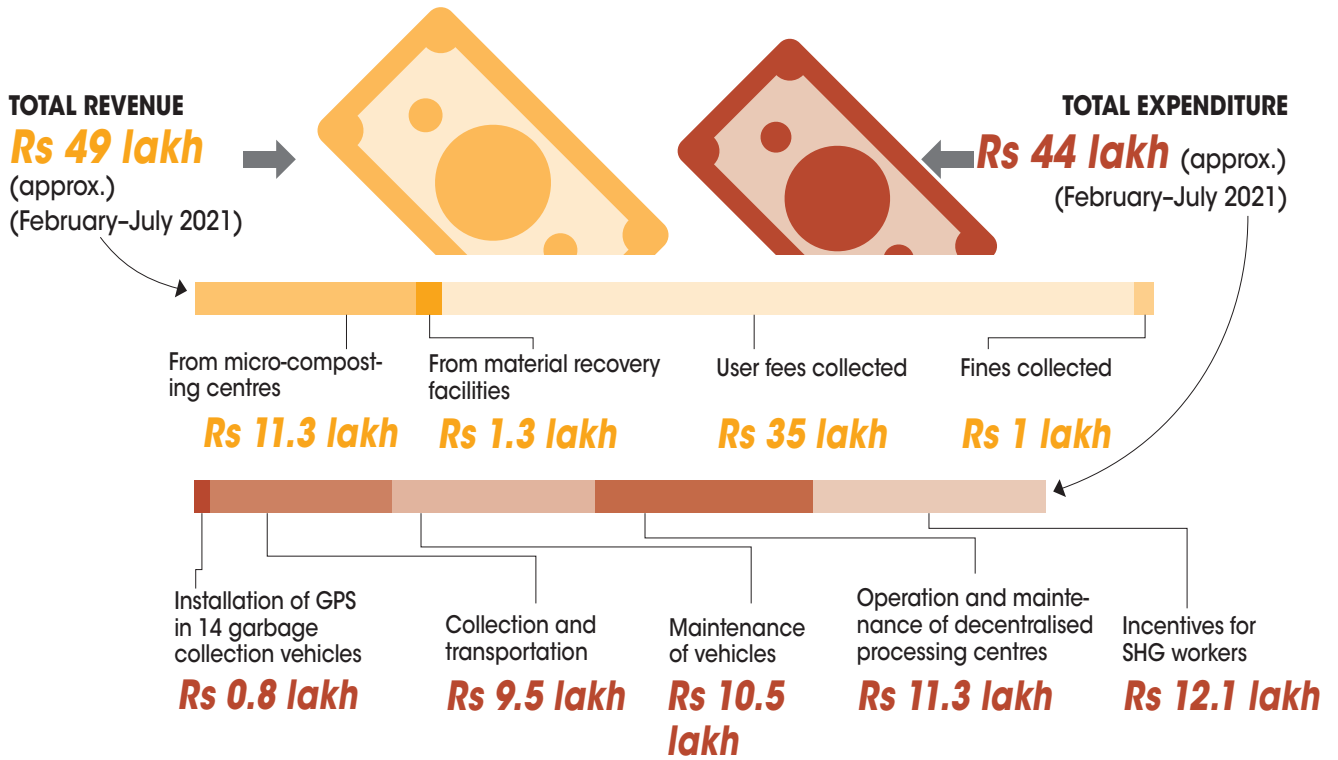 TOTAL REVENUE
Rs 49 lakh
(approx.)
(February–July 2021)
TOTAL EXPENDITURE
Rs 44 lakh (approx.)
(February–July 2021)
From micro-compost-
ing centres
Rs 11.3 lakh
From material recovery
facilities
Rs 1.3 lakh
User fees collected
Rs 35 lakh
Fines collected
Rs 1 lakh
Installation of GPS
in 14 garbage
collection vehicles
Rs 0.8 lakh
Collection and
transportation
Rs 9.5 lakh
Maintenance
of vehicles
Rs 10.5
lakh
Operation and mainte-
nance of decentralised
processing centres
Rs 11.3 lakh
Incentives for
SHG workers
Rs 12.1 lakh